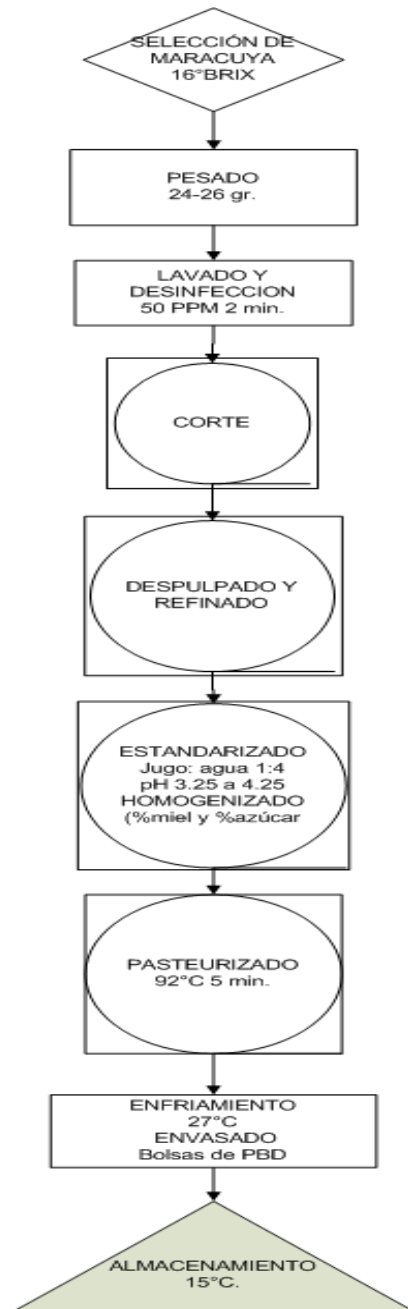 SELECCIÓN DE
MARACUYA
16°BRIX
PESADO
24-26 gr.
LAVADO Y
DESINFECCION
50 PPM 2 min.
CORTE
DESPULPADO Y
REFINADO
ESTANDARIZADO
Jugo: agua 1:4
pH 3.25 a 4.25
HOMOGENIZADO
(%miel y %azúcar
PASTEURIZADO
92°C 5 min.
ENFRIAMIENTO
27°C
ENVASADO
Bolsas de PBD
ALMACENAMIENTO
15°C.